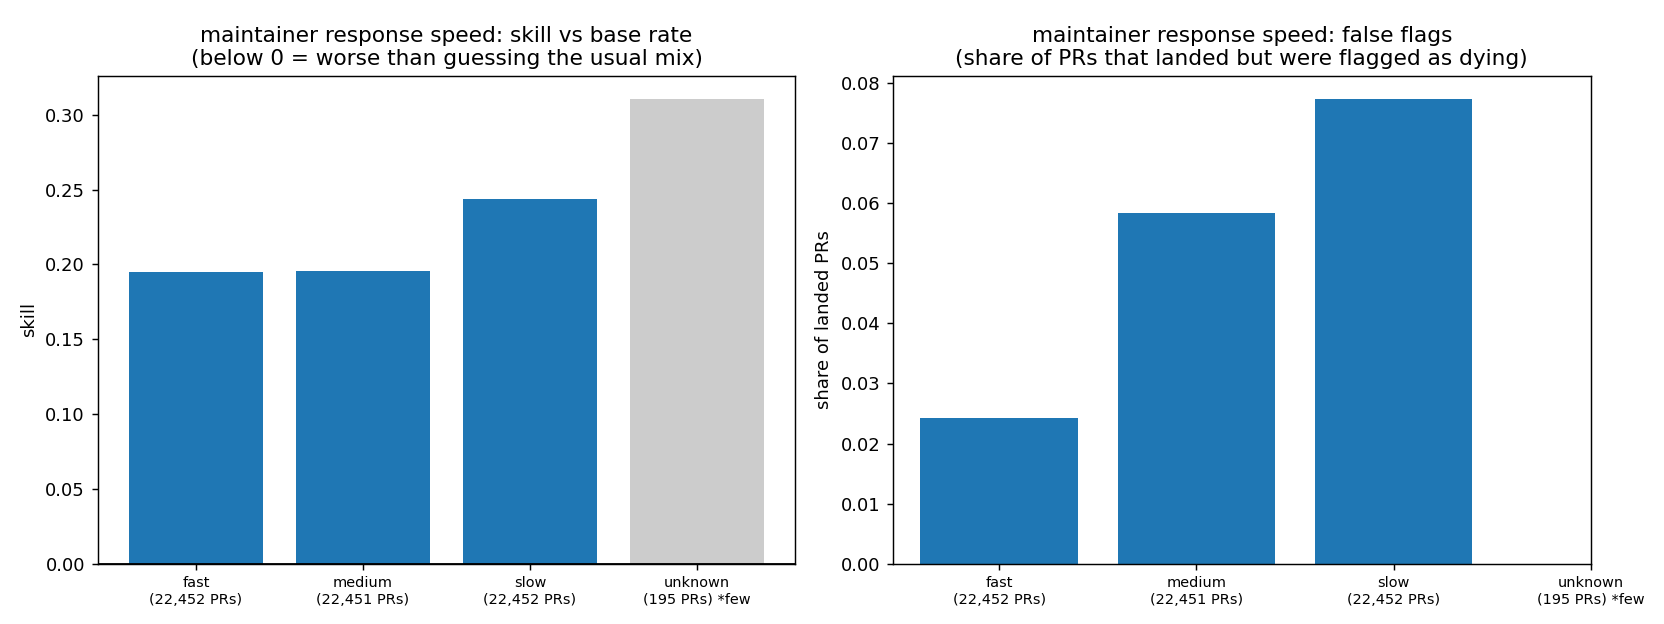 maintainer response speed: skill vs base rate
(below 0 = worse than guessing the usual mix)
skill
0.30
0.25
0.20
0.15
0.10
0.05
0.00
fast
(22,452 PRs)
medium
(22,451 PRs)
slow
(22,452 PRs)
unknown
(195 PRs) *few
maintainer response speed: false flags
(share of PRs that landed but were flagged as dying)
share of landed PRs
0.08
0.07
0.06
0.05
0.04
0.03
0.02
0.01
0.00
fast
(22,452 PRs)
medium
(22,451 PRs)
slow
(22,452 PRs)
unknown
(195 PRs) *few